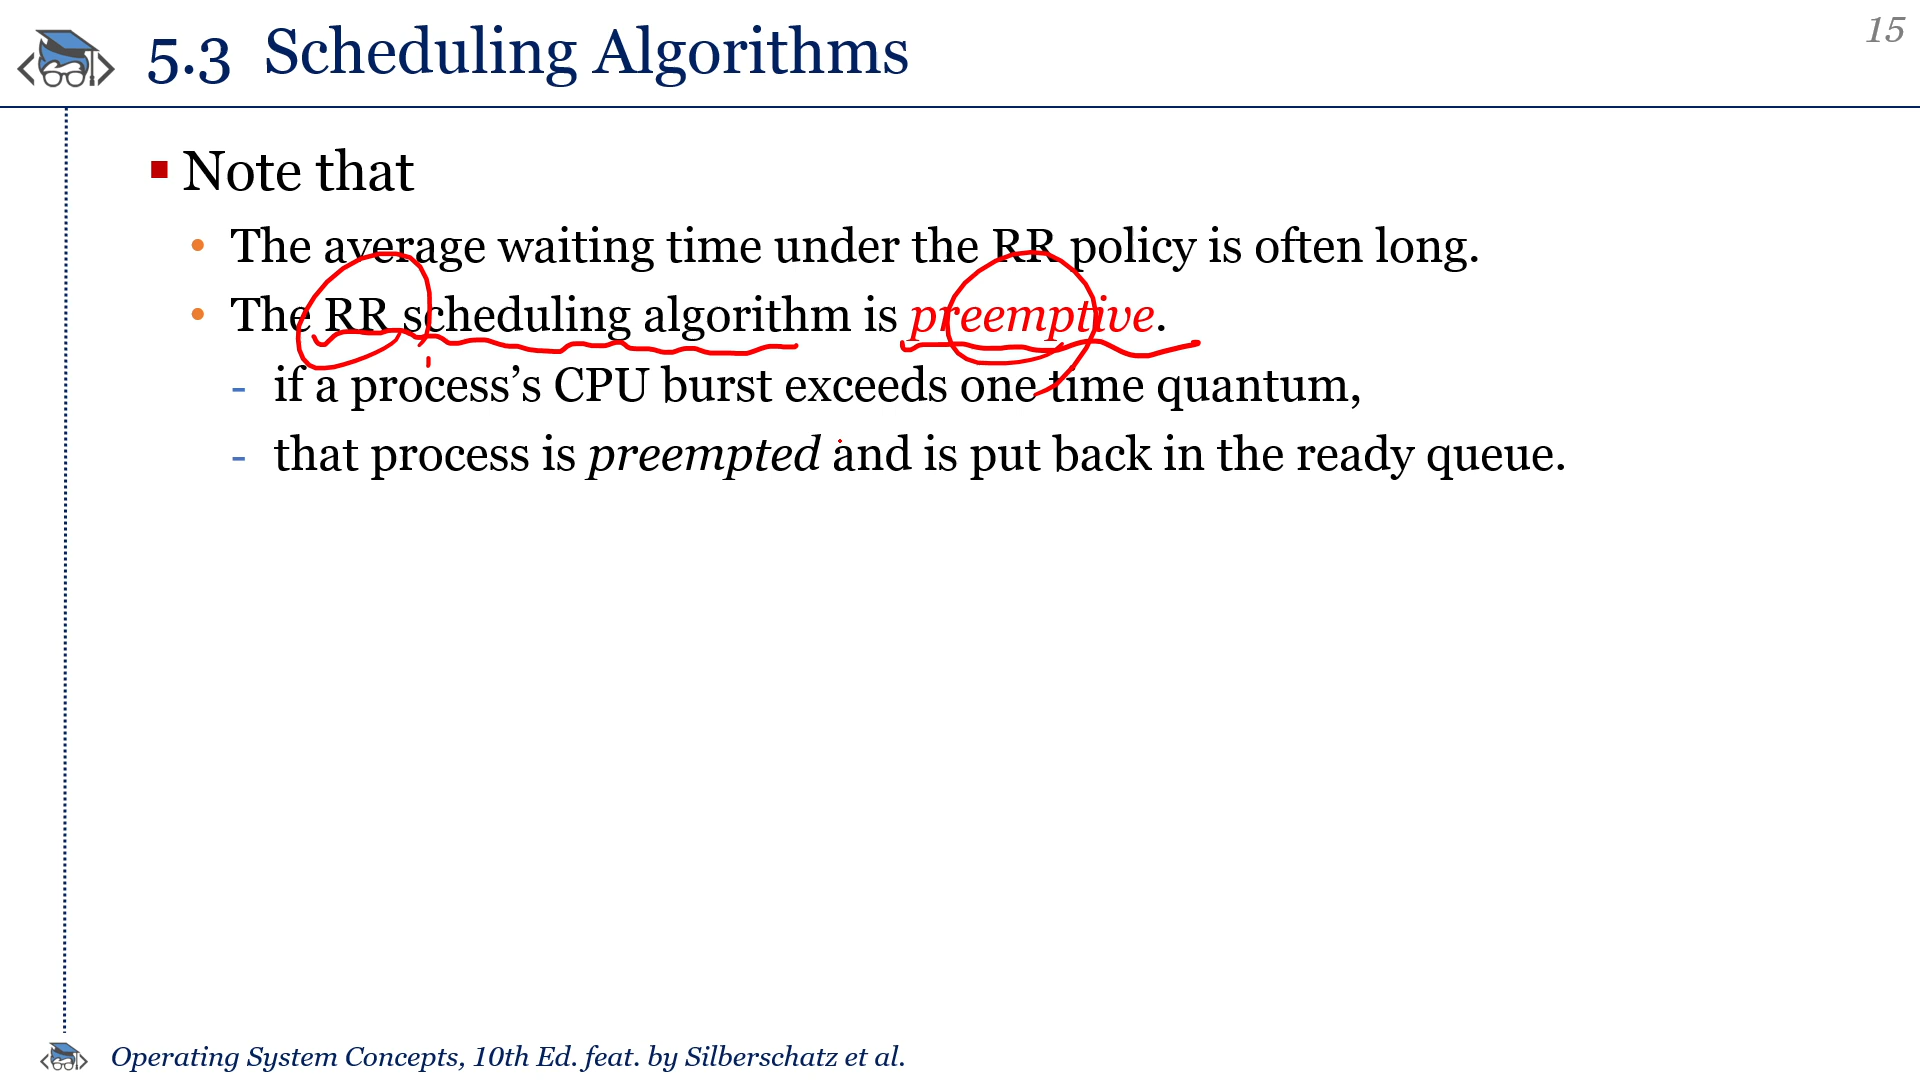 15
5.3 Scheduling Algorithms
Note that
The average waiting time under the RR policy is often long.
The RR scheduling algorithm is preemptive.
- if a process’s CPU burst exceeds one time quantum,
- that process is preempted and is put back in the ready queue.
Operating System Concepts, 10th Ed. feat. by Silberschatz et al.